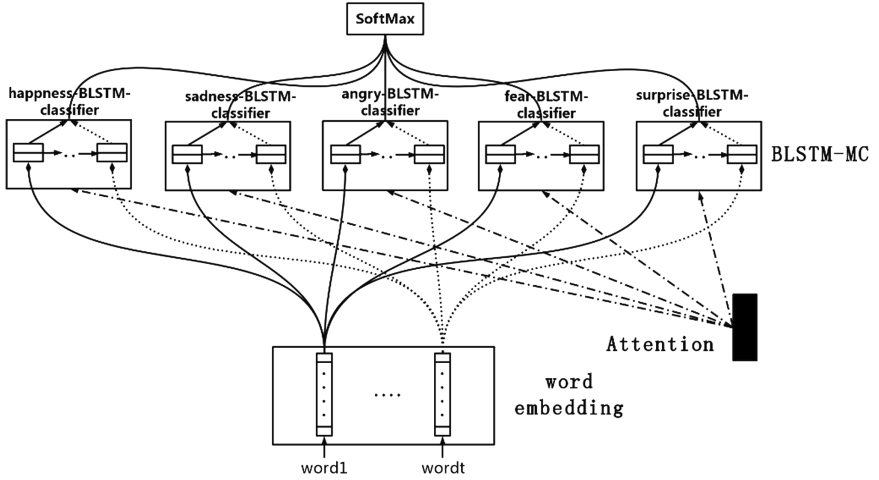 SoftMax
happness-BLSTM-
classifier
sadness-BLSTM-
classifier
angry-BLSTM-
classifier
fear-BLSTM-
classifier
surprise-BLSTM-
classifier
BLSTM-MC
Attention
word
embedding
word1
wordt